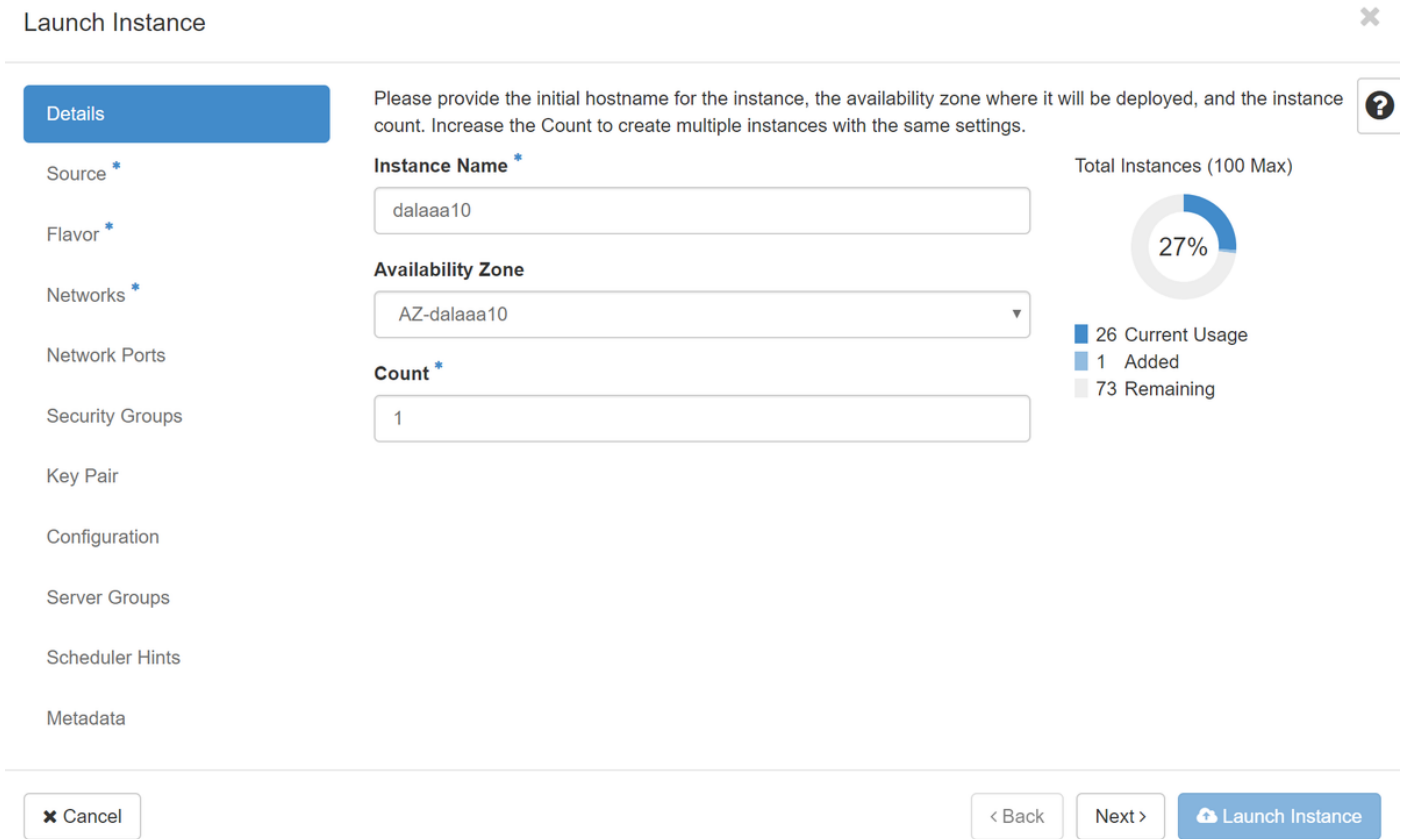 Launch Instance
Details
Source *
Flavor *
Networks *
Network Ports
Security Groups
Key Pair
Configuration
Server Groups
Scheduler Hints
Metadata
Please provide the initial hostname for the instance, the availability zone where it will be deployed, and the instance
count. Increase the Count to create multiple instances with the same settings.
Instance Name *
dalaaa10
Availability Zone
AZ-dalaaa10
Count *
1
Total Instances (100 Max)
27%
26 Current Usage
1 Added
73 Remaining
Cancel
< Back
Next >
Launch Instance